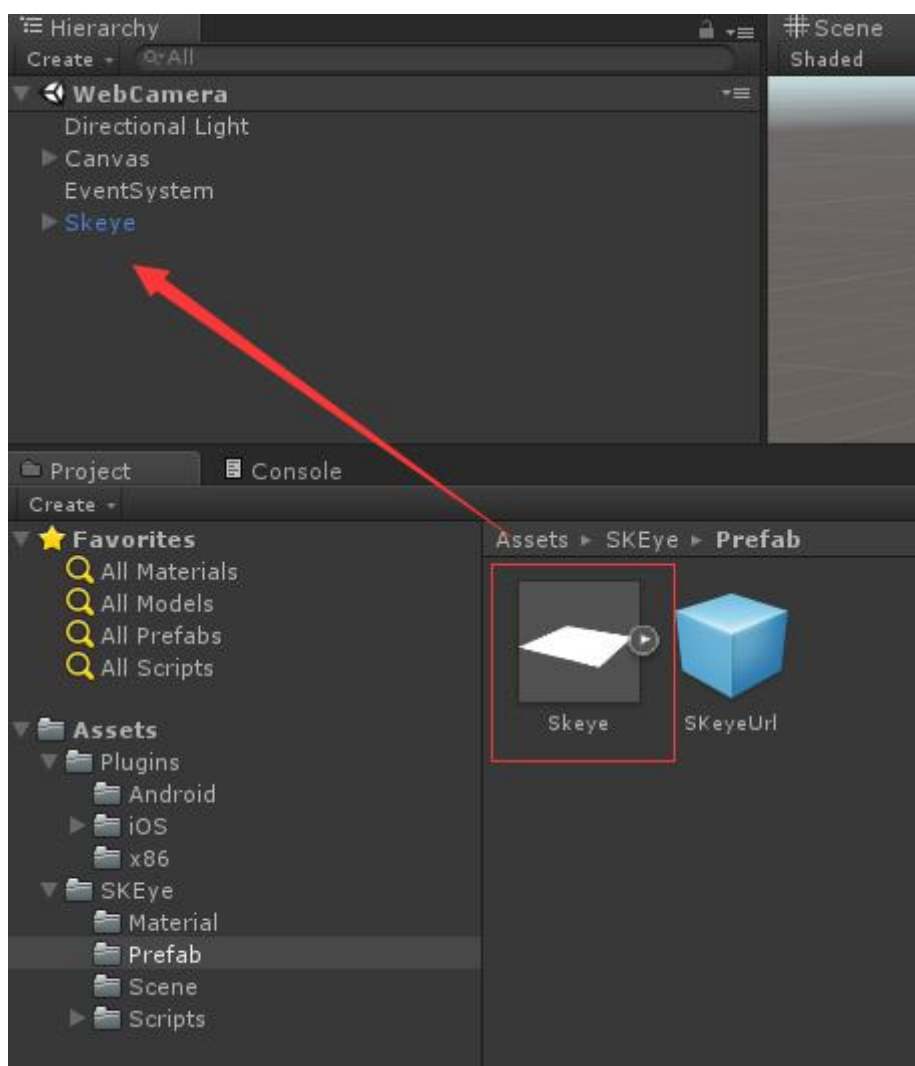 Hierarchy
Create
All
WebCamera
Directional Light
Canvas
EventSystem
Skeye
Scene
Shaded
Project
Console
Create
Favorites
All Materials
All Models
All Prefabs
All Scripts
Assets
Plugins
Android
iOS
x86
SKEye
Material
Prefab
Scene
Scripts
Assets ▸ SKEye ▸ Prefab
Skeye
SKeyeUrl